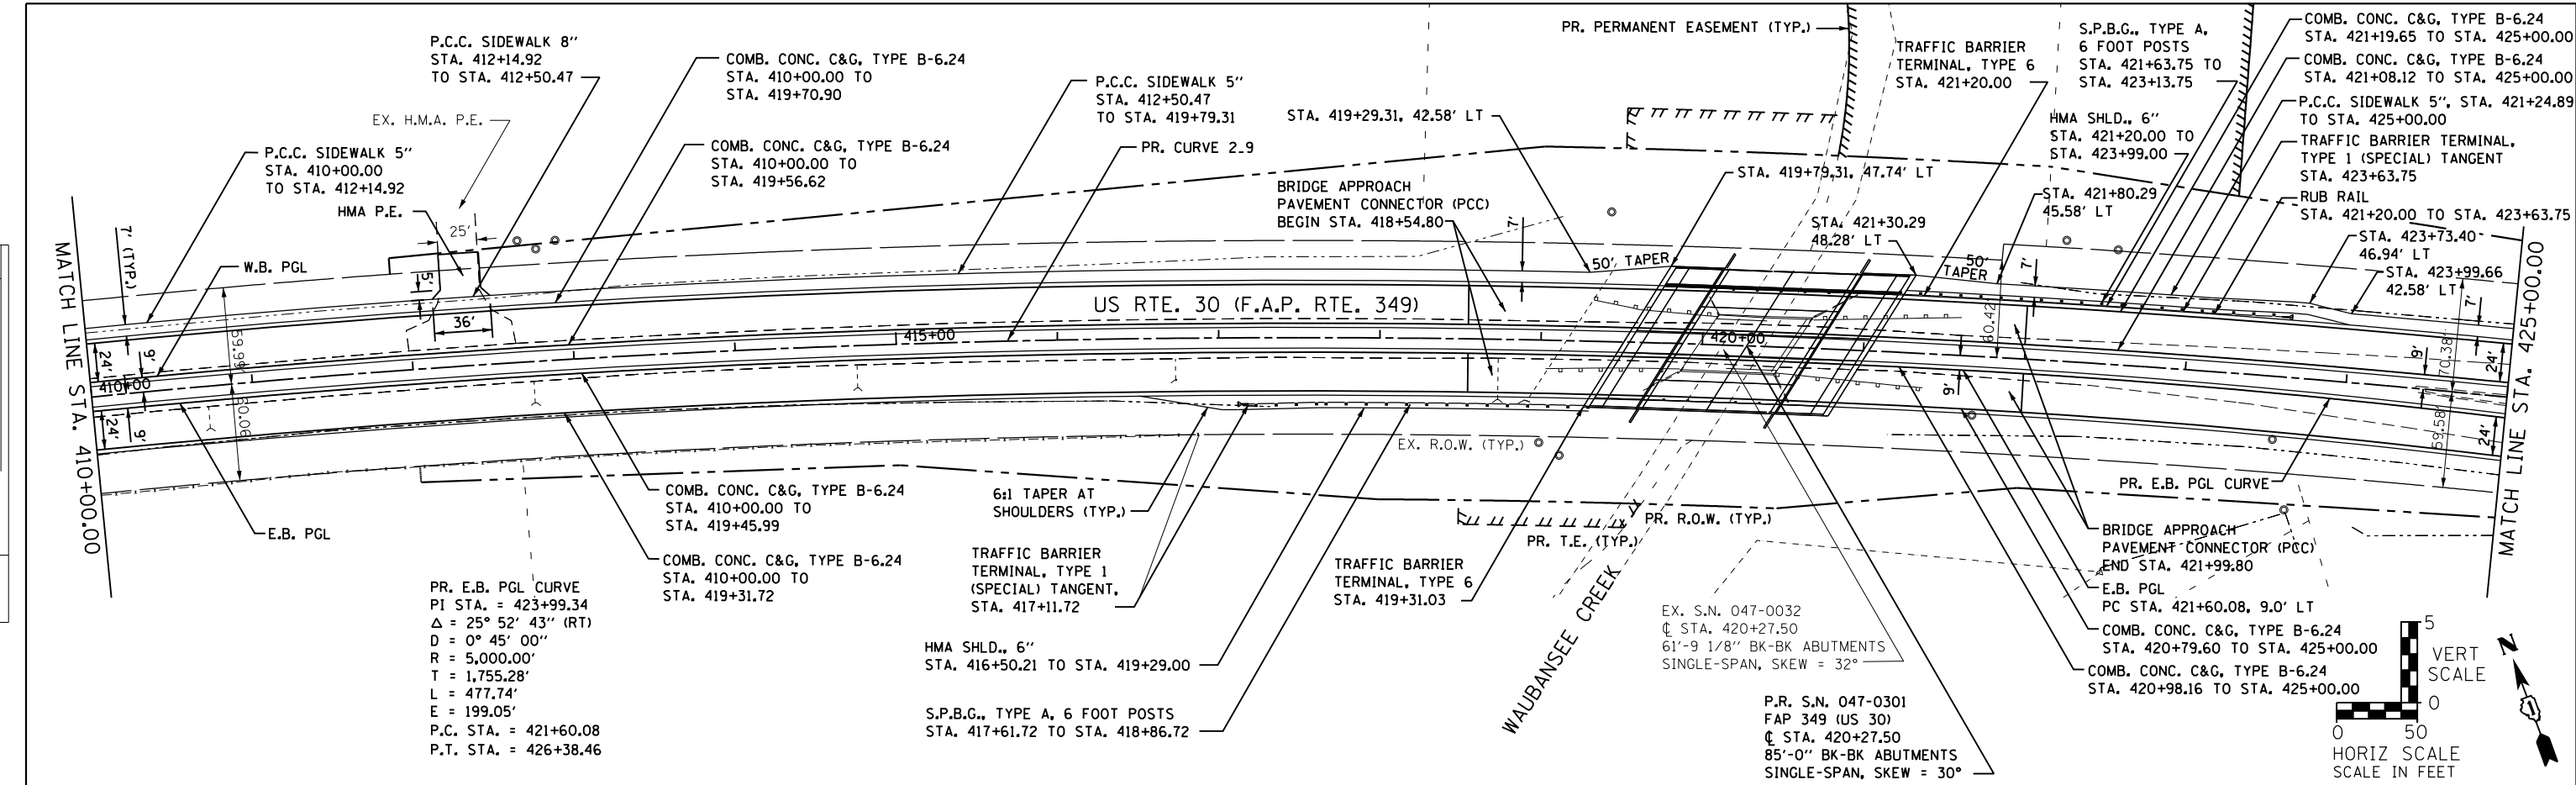 P.C.C. SIDEWALK 8"
STA. 412+14.92
TO STA. 412+50.47
EX. H.M.A. P.E.
P.C.C. SIDEWALK 5"
STA. 410+00.00
TO STA. 412+14.92
HMA P.E.
COMB. CONC. C&G, TYPE B-6.24
STA. 410+00.00 TO
STA. 419+70.90
COMB. CONC. C&G, TYPE B-6.24
STA. 410+00.00 TO
STA. 419+56.62
P.C.C. SIDEWALK 5"
STA. 412+50.47
TO STA. 419+79.31
PR. CURVE 2_9
STA. 419+29.31, 42.58' LT
BRIDGE APPROACH
PAVEMENT CONNECTOR (PCC)
BEGIN STA. 418+54.80
PR. PERMANENT EASEMENT (TYP.)
TRAFFIC BARRIER
TERMINAL, TYPE 6
STA. 421+20.00
S.P.B.G., TYPE A,
6 FOOT POSTS
STA. 421+63.75 TO
STA. 423+13.75
HMA SHLD., 6"
STA. 421+20.00 TO
STA. 423+99.00
COMB. CONC. C&G, TYPE B-6.24
STA. 421+19.65 TO STA. 425+00.00
COMB. CONC. C&G, TYPE B-6.24
STA. 421+08.12 TO STA. 425+00.00
P.C.C. SIDEWALK 5", STA. 421+24.89
TO STA. 425+00.00
TRAFFIC BARRIER TERMINAL,
TYPE 1 (SPECIAL) TANGENT
STA. 423+63.75
RUB RAIL
STA. 421+20.00 TO STA. 423+63.75
STA. 419+79.31, 47.74' LT
STA. 421+80.29
45.58' LT
STA. 421+30.29
48.28' LT
STA. 423+73.40
46.94' LT
STA. 423+99.66
42.58' LT
MATCH LINE STA. 410+00.00
7' (TYP.)
W.B. PGL
25'
5'
36'
7'
50' TAPER
50'
TAPER
7'
7'
US RTE. 30 (F.A.P. RTE. 349)
24'
9'
410+00
59.99'
415+00
420+00
60.42'
9'
70.38'
24'
24'
9'
60.06'
9'
59.58'
24'
MATCH LINE STA. 425+00.00
E.B. PGL
EX. R.O.W. (TYP.)
PR. R.O.W. (TYP.)
PR. T.E. (TYP.)
PR. E.B. PGL CURVE
COMB. CONC. C&G, TYPE B-6.24
STA. 410+00.00 TO
STA. 419+45.99
COMB. CONC. C&G, TYPE B-6.24
STA. 410+00.00 TO
STA. 419+31.72
6:1 TAPER AT
SHOULDERS (TYP.)
TRAFFIC BARRIER
TERMINAL, TYPE 1
(SPECIAL) TANGENT,
STA. 417+11.72
HMA SHLD., 6"
STA. 416+50.21 TO STA. 419+29.00
S.P.B.G., TYPE A, 6 FOOT POSTS
STA. 417+61.72 TO STA. 418+86.72
TRAFFIC BARRIER
TERMINAL, TYPE 6
STA. 419+31.03
WAUBANSEE CREEK
EX. S.N. 047-0032
℄ STA. 420+27.50
61'-9 1/8" BK-BK ABUTMENTS
SINGLE-SPAN, SKEW = 32°
P.R. S.N. 047-0301
FAP 349 (US 30)
℄ STA. 420+27.50
85'-0" BK-BK ABUTMENTS
SINGLE-SPAN, SKEW = 30°
BRIDGE APPROACH
PAVEMENT CONNECTOR (PCC)
END STA. 421+99.80
E.B. PGL
PC STA. 421+60.08, 9.0' LT
COMB. CONC. C&G, TYPE B-6.24
STA. 420+79.60 TO STA. 425+00.00
COMB. CONC. C&G, TYPE B-6.24
STA. 420+98.16 TO STA. 425+00.00
PR. E.B. PGL CURVE
PI STA. = 423+99.34
Δ = 25° 52' 43" (RT)
D = 0° 45' 00"
R = 5,000.00'
T = 1,755.28'
L = 477.74'
E = 199.05'
P.C. STA. = 421+60.08
P.T. STA. = 426+38.46
5
VERT
SCALE
0
0 50
HORIZ SCALE
SCALE IN FEET
N